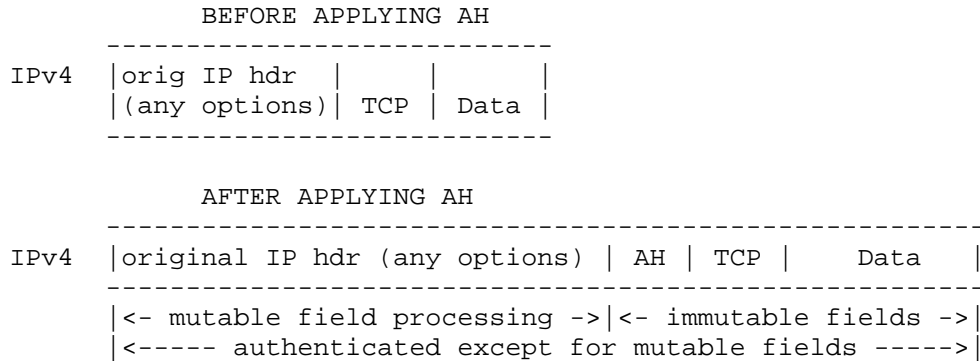 BEFORE APPLYING AH
----------------------------
IPv4  |orig IP hdr  |     |      |
      |(any options)| TCP | Data |
----------------------------
AFTER APPLYING AH
-------------------------------------------------------
IPv4  |original IP hdr (any options) | AH | TCP |    Data   |
-------------------------------------------------------
|<- mutable field processing ->|<- immutable fields ->|
|<----- authenticated except for mutable fields ----->|